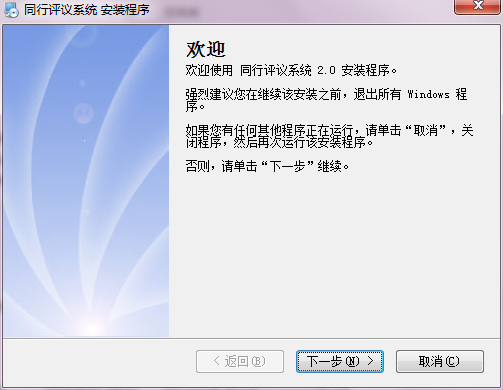 同行评议系统 安装程序
欢迎
欢迎使用 同行评议系统 2.0 安装程序。
强烈建议您在继续该安装之前，退出所有 Windows 程
序。
如果您有任何其他程序正在运行，请单击“取消”，关
闭程序，然后再次运行该安装程序。
否则，请单击“下一步”继续。
< 返回(B)
下一步(N) >
取消(C)